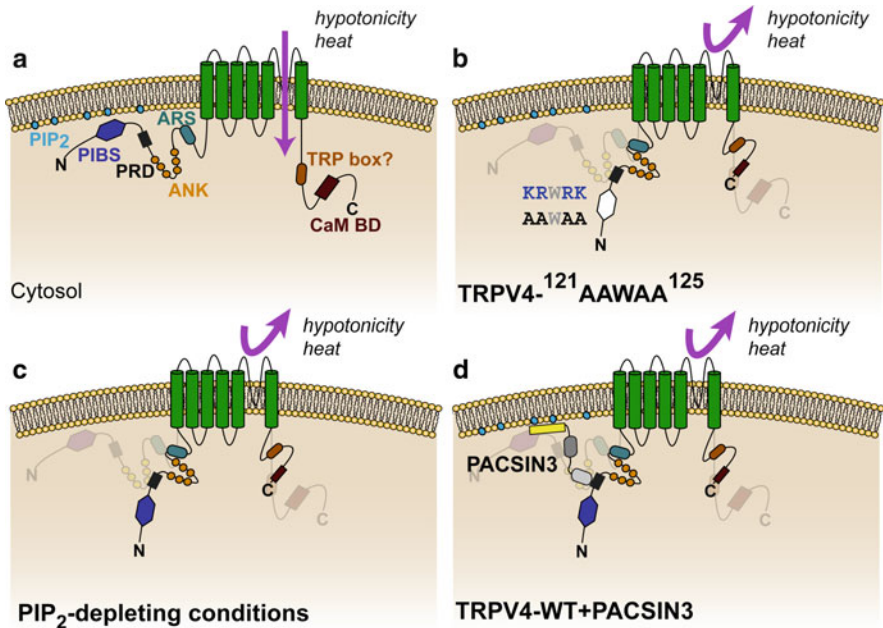 a
hypotonicity
heat
PIP2
PIBS
N
PRD
ARS
ANK
TRP box?
C
CaM BD
Cytosol
b
hypotonicity
heat
KRWRK
AAWAA
N
N
C
C
TRPV4-121AAWAA125
c
hypotonicity
heat
N
N
C
C
PIP2-depleting conditions
d
hypotonicity
heat
PACSIN3
N
N
C
C
TRPV4-WT+PACSIN3